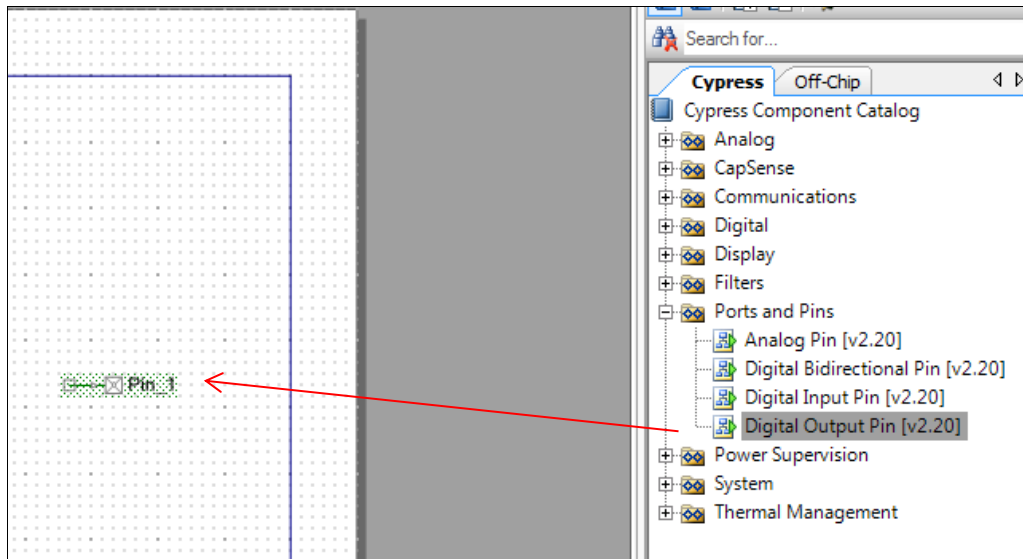 Search for...
Cypress Off-Chip
Cypress Component Catalog
Analog
CapSense
Communications
Digital
Display
Filters
Ports and Pins
Analog Pin [v2.20]
Digital Bidirectional Pin [v2.20]
Digital Input Pin [v2.20]
Digital Output Pin [v2.20]
Power Supervision
System
Thermal Management
Pin_1